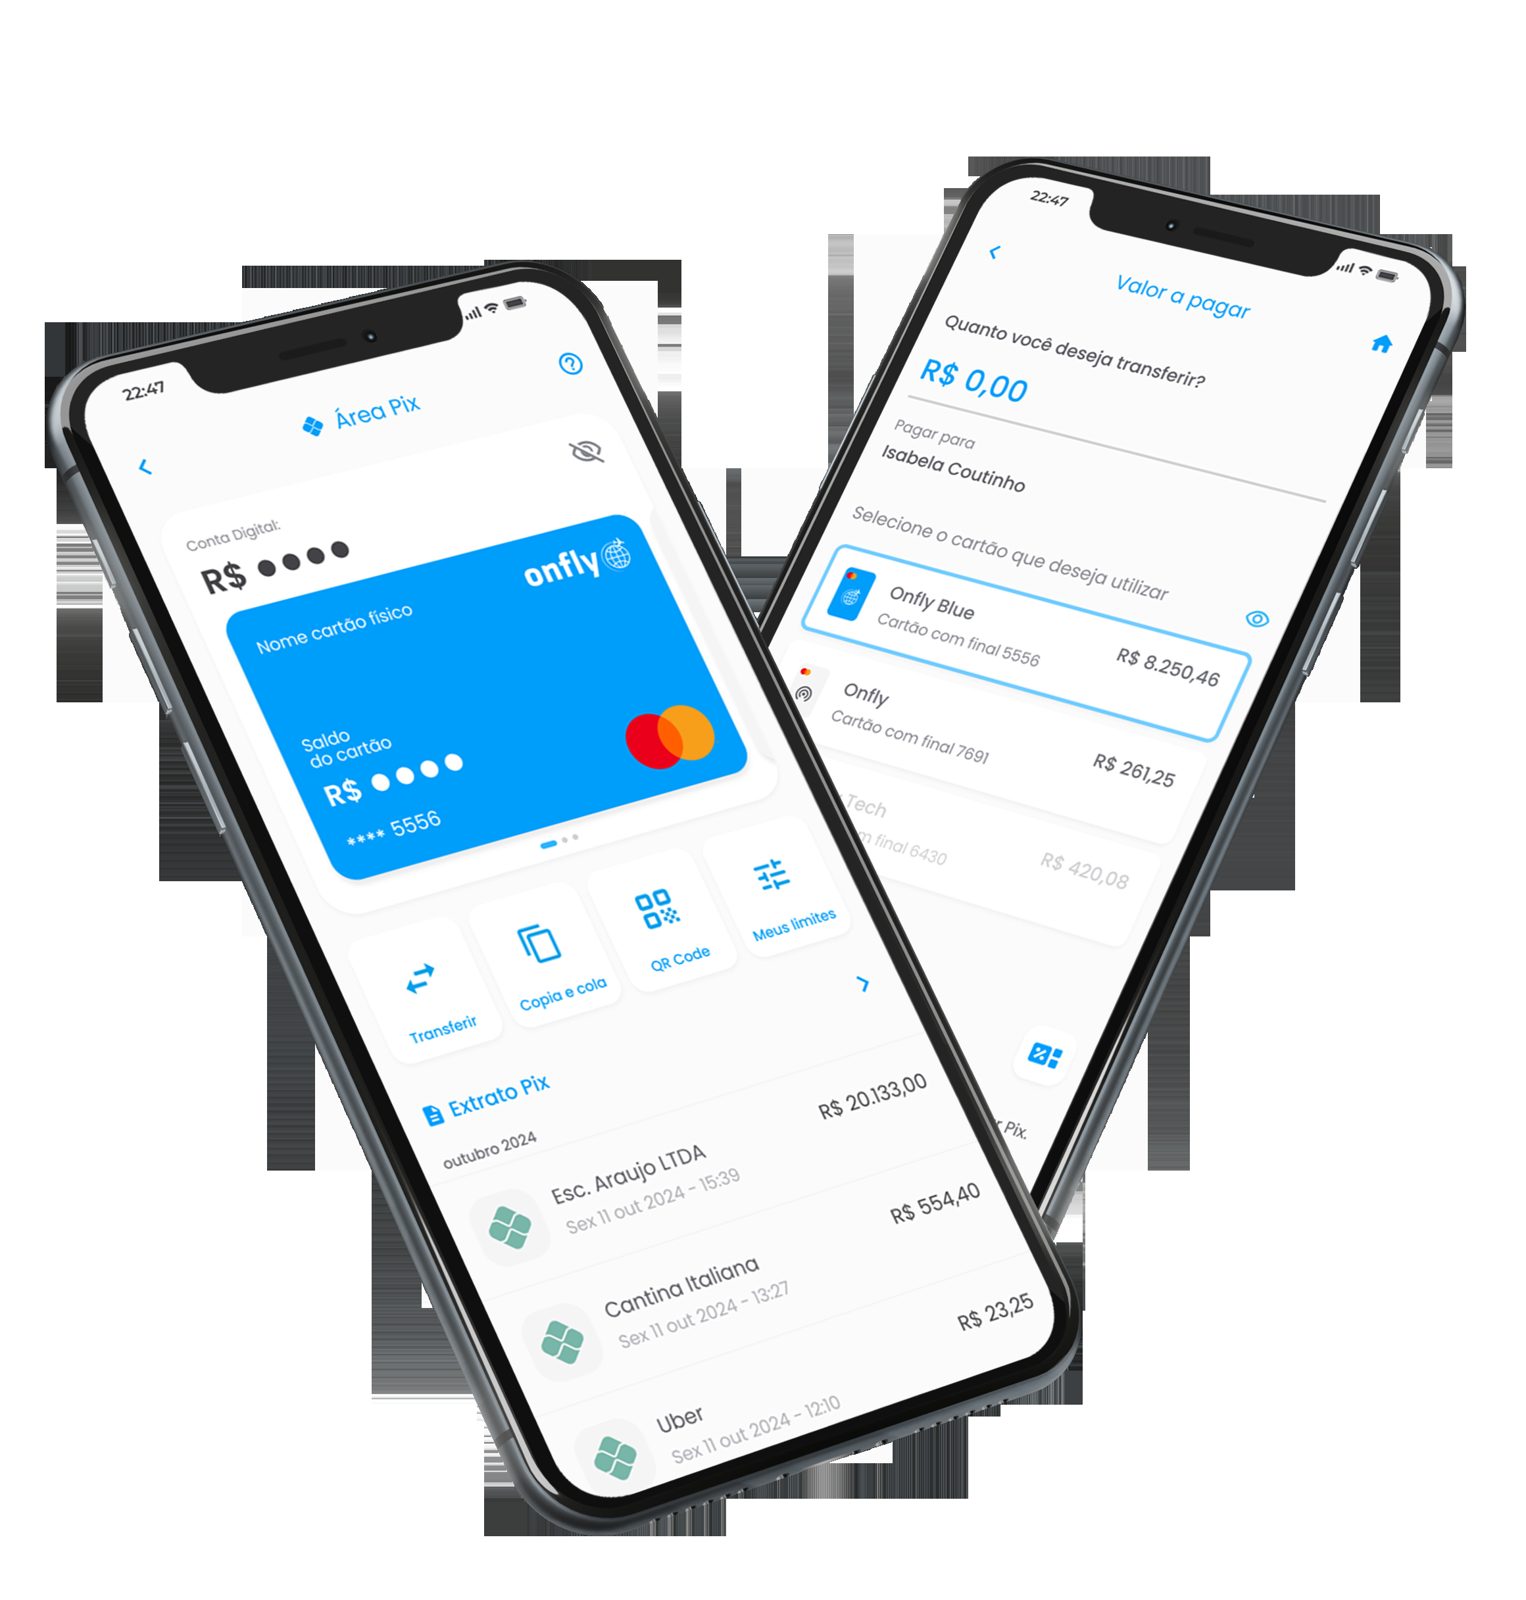 22:47
Área Pix
Conta Digital:
R$
onfly
Nome cartão físico
Saldo
do cartão
R$
**** 5556
Transferir
Copia e cola
QR Code
Meus limites
Extrato Pix
outubro 2024
Esc. Araujo LTDA
R$ 20.133,00
Sex 11 out 2024 - 15:39
Cantina Italiana
R$ 554,40
Sex 11 out 2024 - 13:27
Uber
R$ 23,25
Sex 11 out 2024 - 12:10
22:47
Valor a pagar
Quanto você deseja transferir?
R$ 0,00
Pagar para
Isabela Coutinho
Selecione o cartão que deseja utilizar
Onfly Blue
Cartão com final 5556
R$ 8.250,46
Onfly
Cartão com final 7691
R$ 261,25
Tech
final 6430
R$ 420,08
Pix.